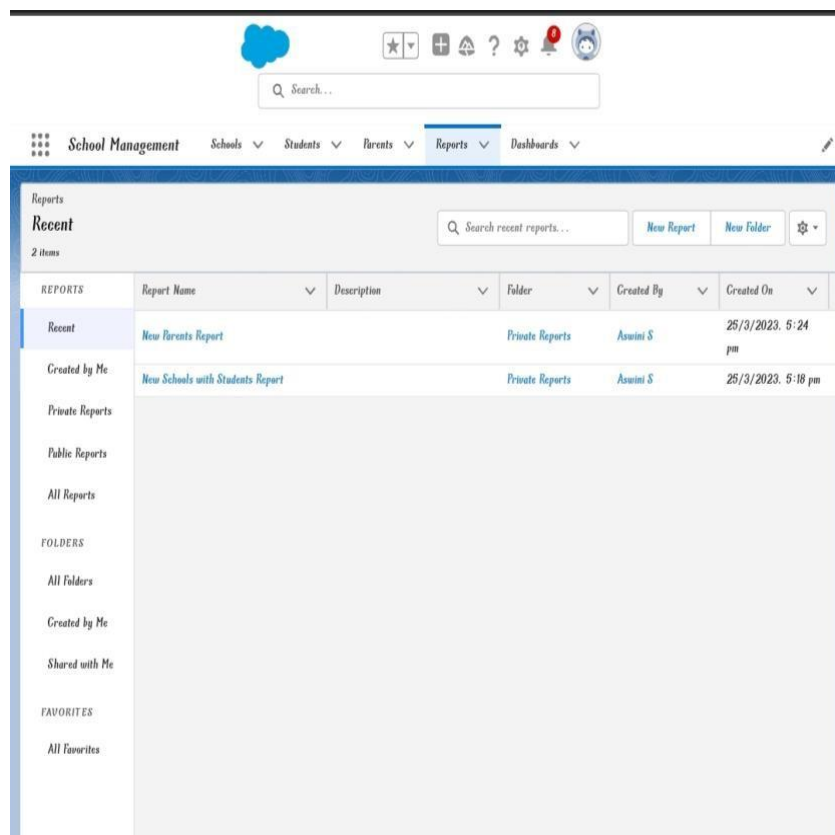 8
Search...
School Management Schools Students Parents Reports Dashboards
Reports
Recent
2 items
Search recent reports...
New Report
New Folder
REPORTS
Recent
Created by Me
Private Reports
Public Reports
All Reports
FOLDERS
All Folders
Created by Me
Shared with Me
FAVORITES
All Favorites
Report Name Description Folder Created By Created On
New Parents Report Private Reports Aswini S 25/3/2023, 5:24
pm
New Schools with Students Report Private Reports Aswini S 25/3/2023, 5:18 pm